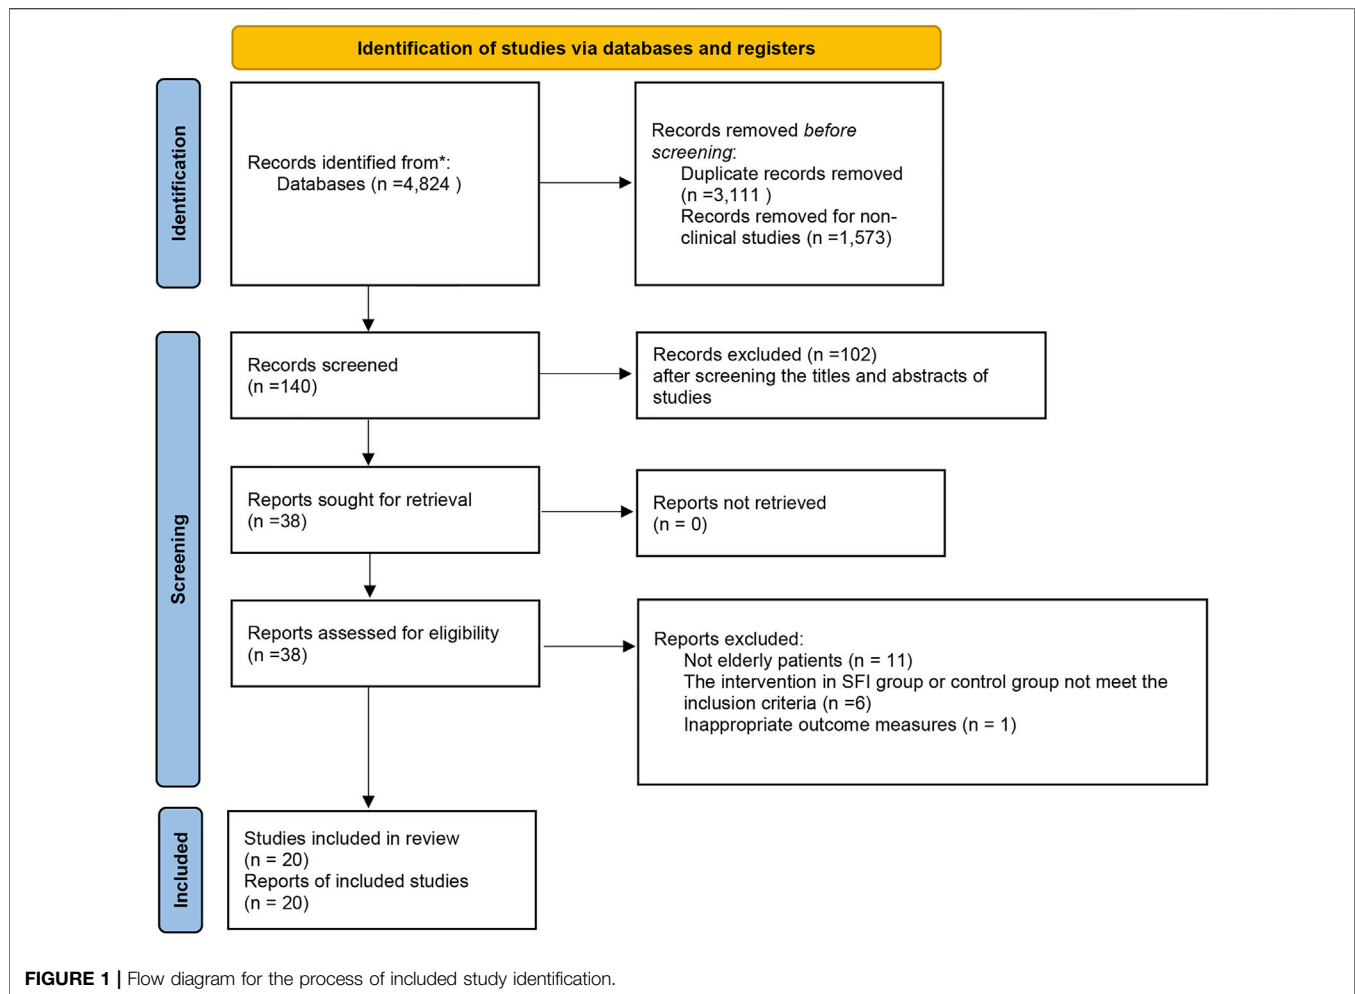 Identification of studies via databases and registers
Identification
Records identified from*:
Databases (n =4,824 )
Records removed before
screening:
Duplicate records removed
(n =3,111 )
Records removed for non-
clinical studies (n =1,573)
Screening
Records screened
(n =140)
Records excluded (n =102)
after screening the titles and abstracts of
studies
Reports sought for retrieval
(n =38)
Reports not retrieved
(n = 0)
Reports assessed for eligibility
(n =38)
Reports excluded:
Not elderly patients (n = 11)
The intervention in SFI group or control group not meet the
inclusion criteria (n =6)
Inappropriate outcome measures (n = 1)
Included
Studies included in review
(n = 20)
Reports of included studies
(n = 20)
FIGURE 1 | Flow diagram for the process of included study identification.